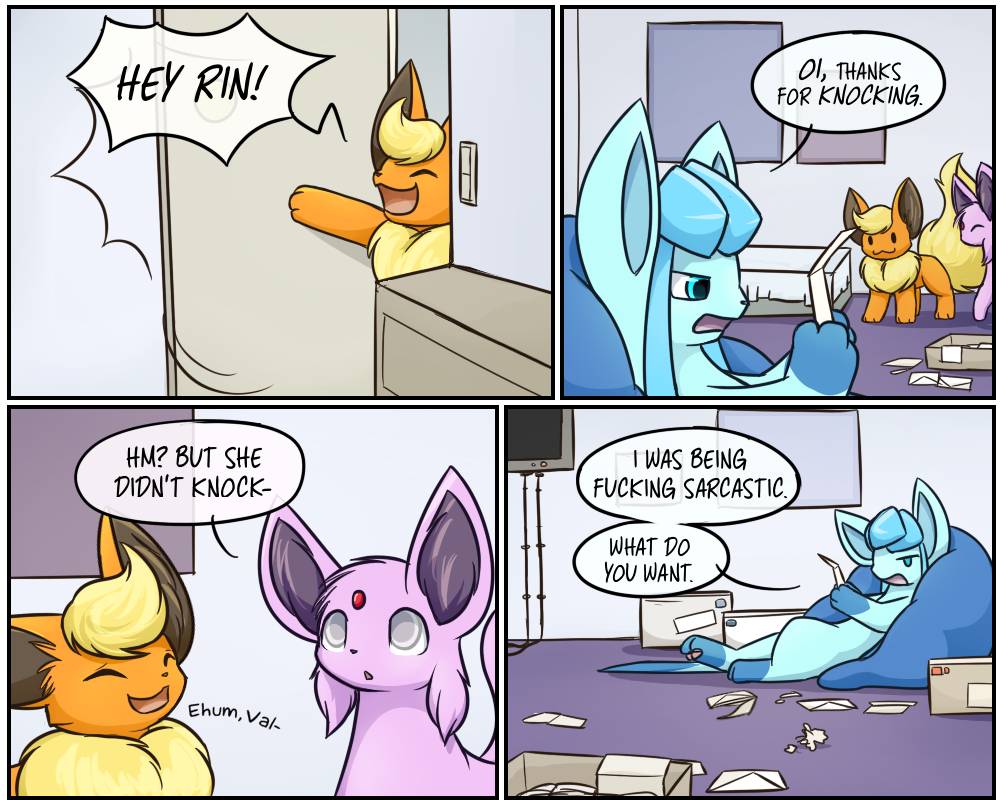 HEY RIN!
OI, THANKS
FOR KNOCKING.
HM? BUT SHE
DIDN'T KNOCK-
Ehum, Val-
I WAS BEING
FUCKING SARCASTIC.
WHAT DO
YOU WANT.